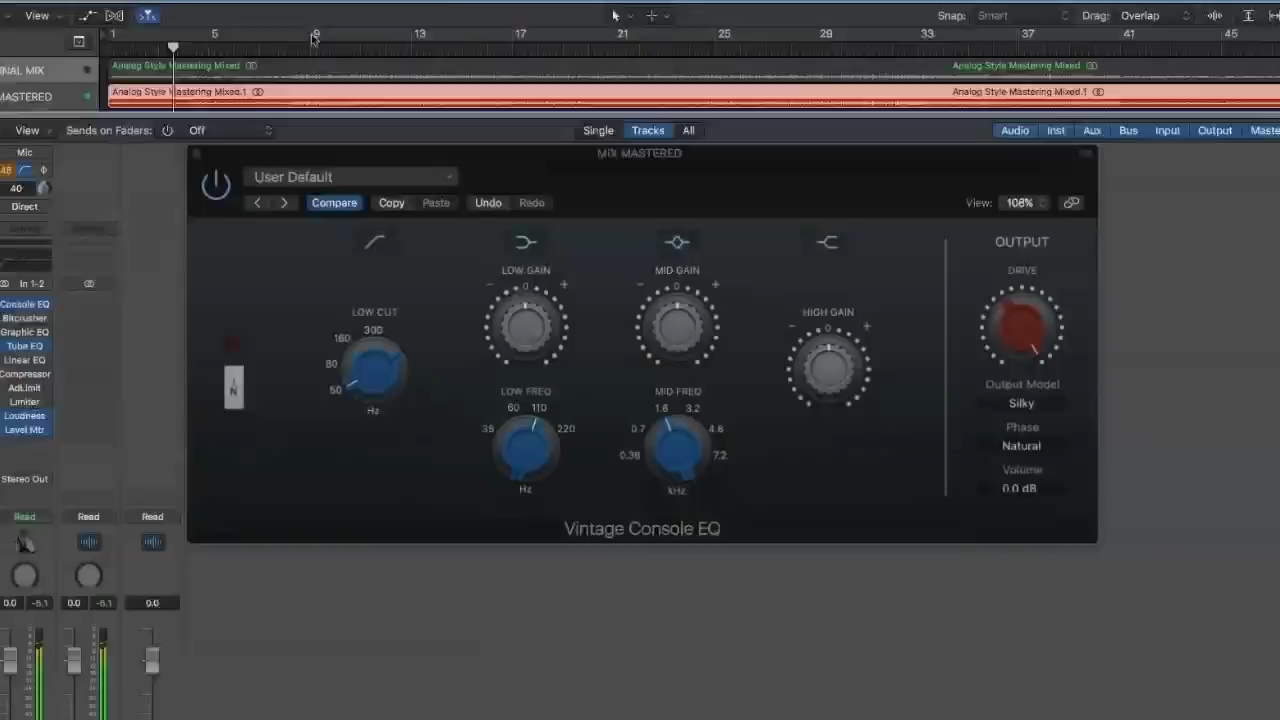 View Snap: Smart Drag: Overlap
1 5 9 13 17 21 25 29 33 37 41 45
NAL MIX Analog Style Mastering Mixed Analog Style Mastering Mixed
MASTERED Analog Style Mastering Mixed.1 Analog Style Mastering Mixed.1
View Sends on Faders: Off Single Tracks All Audio Inst Aux Bus Input Output Maste
MIX MASTERED
User Default
Compare Copy Paste Undo Redo View: 106%
OUTPUT
LOW GAIN
- 0 +
MID GAIN
- 0 +
DRIVE
LOW CUT
300
160
80
50
Hz
HIGH GAIN
- 0 +
LOW FREQ
60 110
220
Hz
MID FREQ
1.6 3.2
0.7 4.8
0.36 7.2
kHz
Output Model
Silky
Phase
Natural
Volume
0.0 dB
N
Vintage Console EQ
Mic
48
40
Direct
In 1-2
Console EQ
Bitcrusher
Graphic EQ
Tube EQ
Linear EQ
Compressor
AdLimit
Limiter
Loudness
Level Mtr
Stereo Out
Read Read Read
0.0 -5.1 0.0 -5.1 0.0